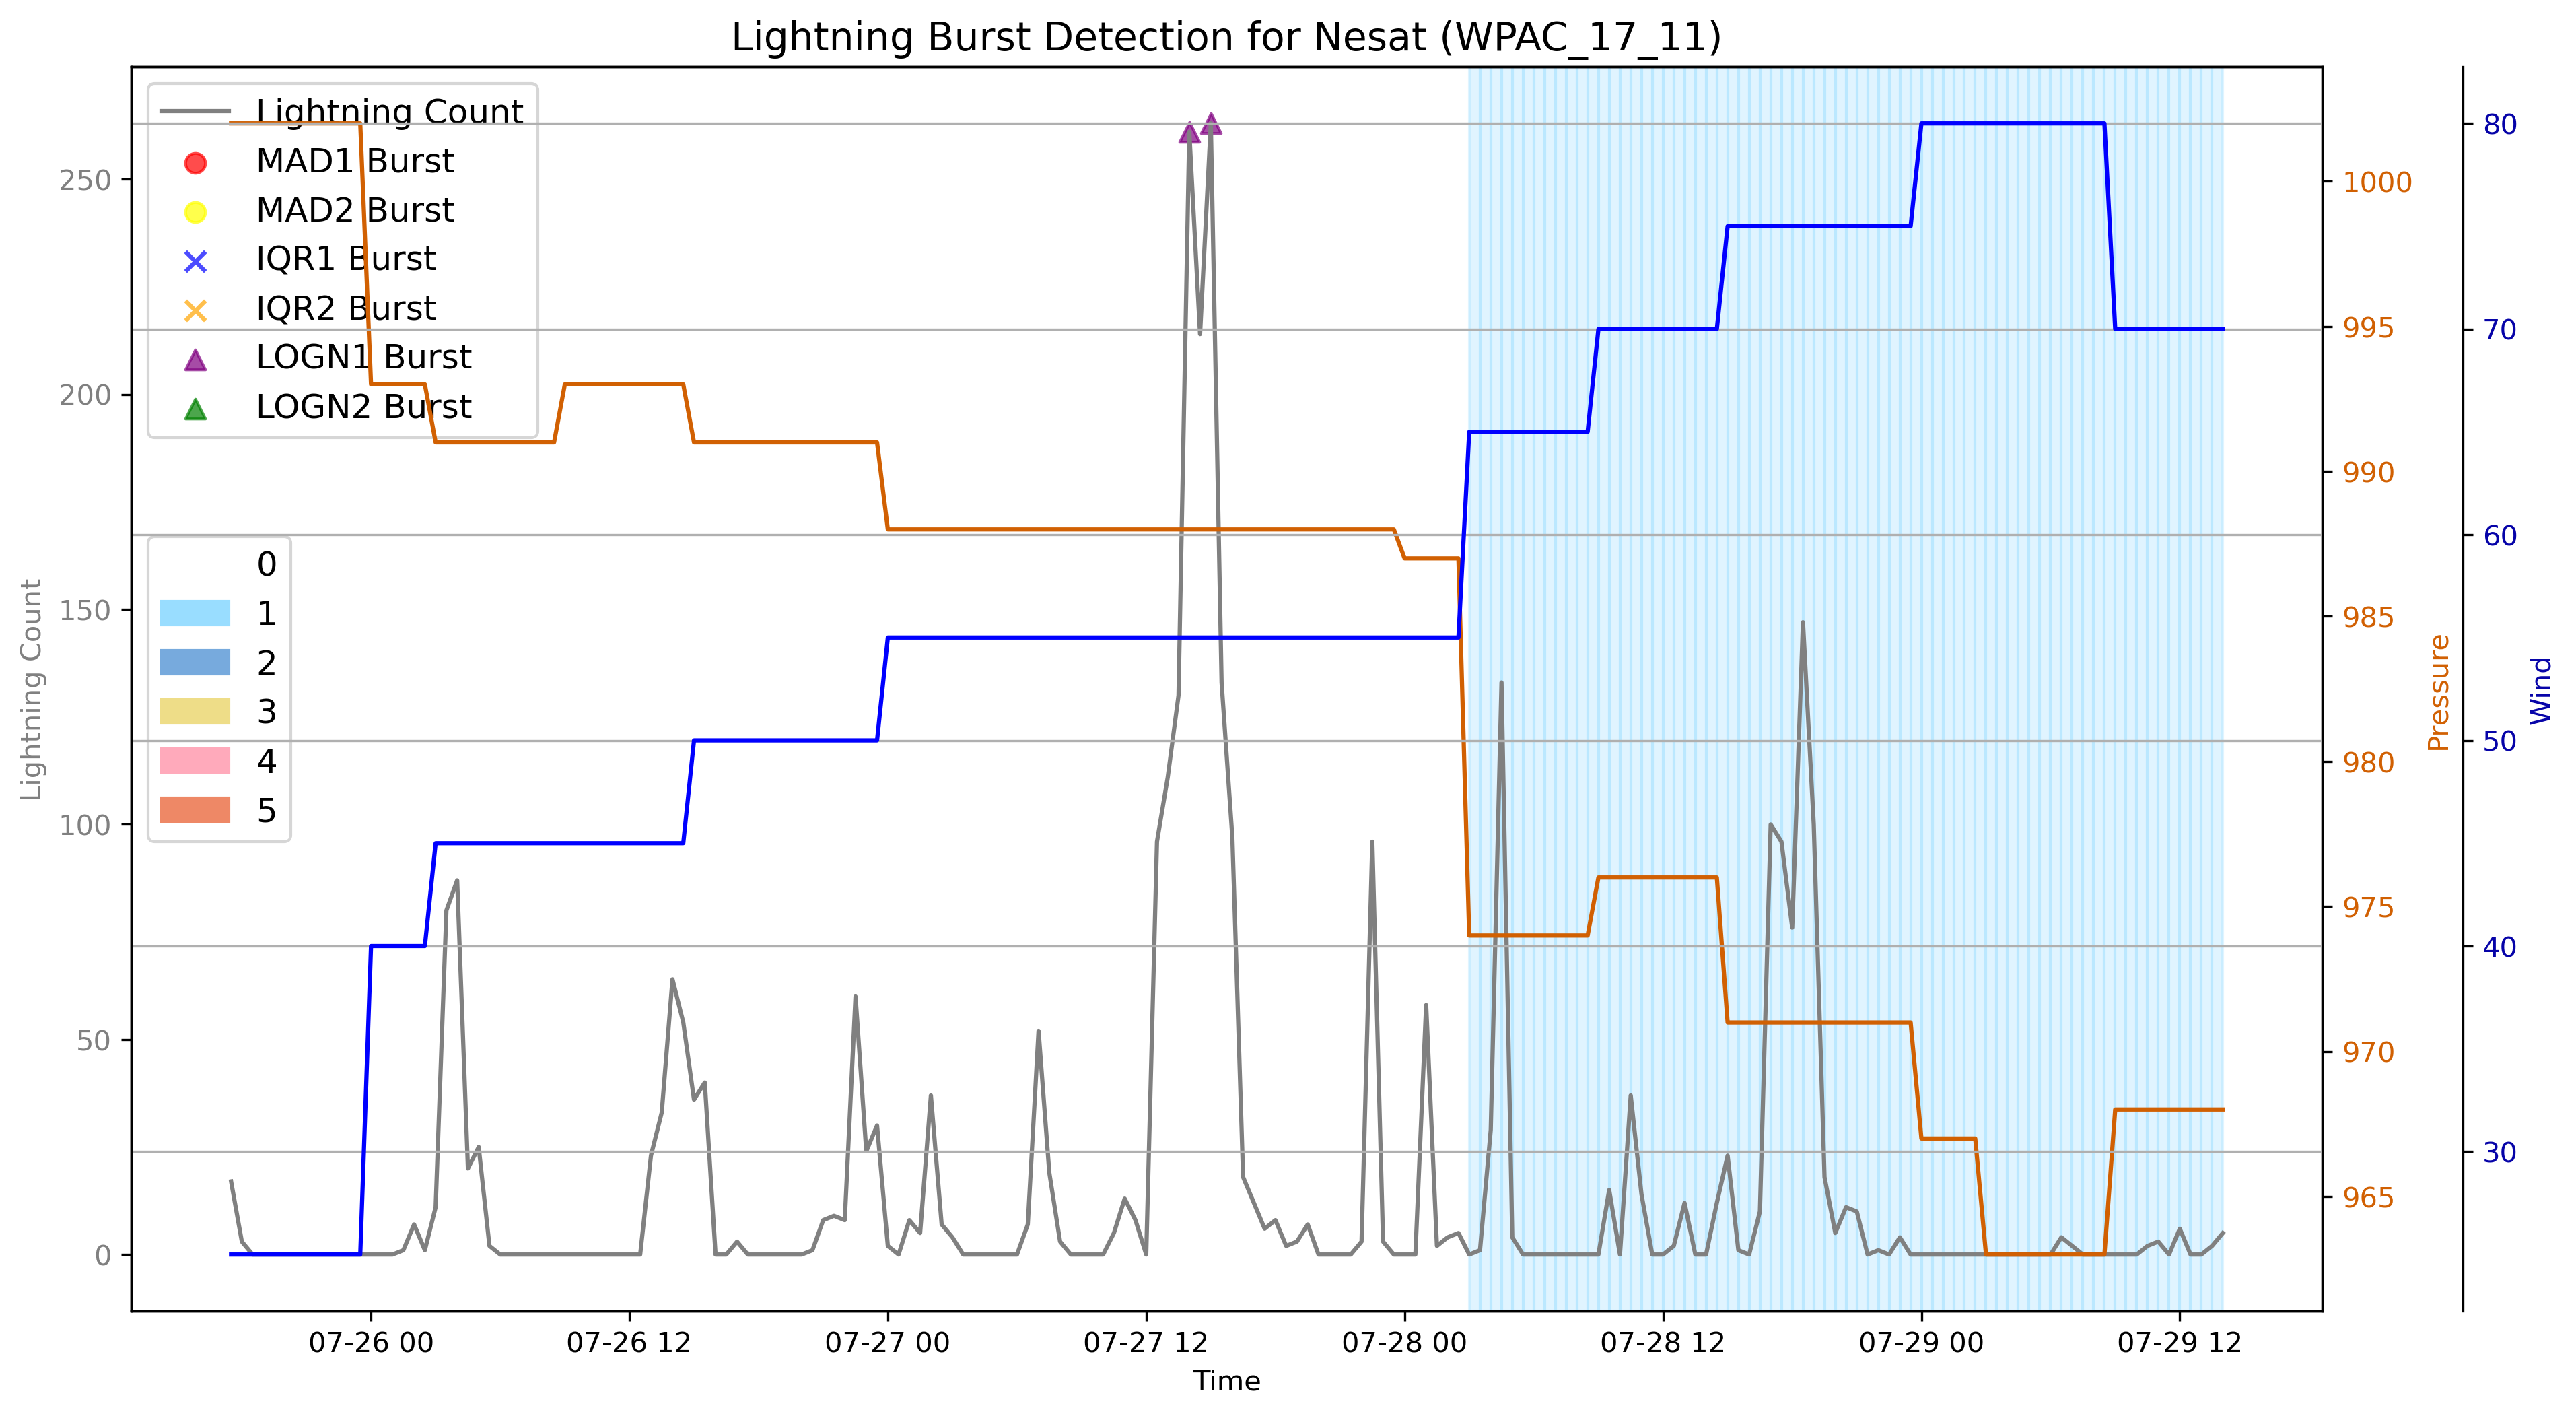 Lightning Burst Detection for Nesat (WPAC_17_11)
Lightning Count
MAD1 Burst
MAD2 Burst
IQR1 Burst
IQR2 Burst
LOGN1 Burst
LOGN2 Burst
0
1
2
3
4
5
Lightning Count
250
200
150
100
50
0
1000
995
990
985
980
975
970
965
Pressure
80
70
60
50
40
30
Wind
07-26 00
07-26 12
07-27 00
07-27 12
07-28 00
07-28 12
07-29 00
07-29 12
Time